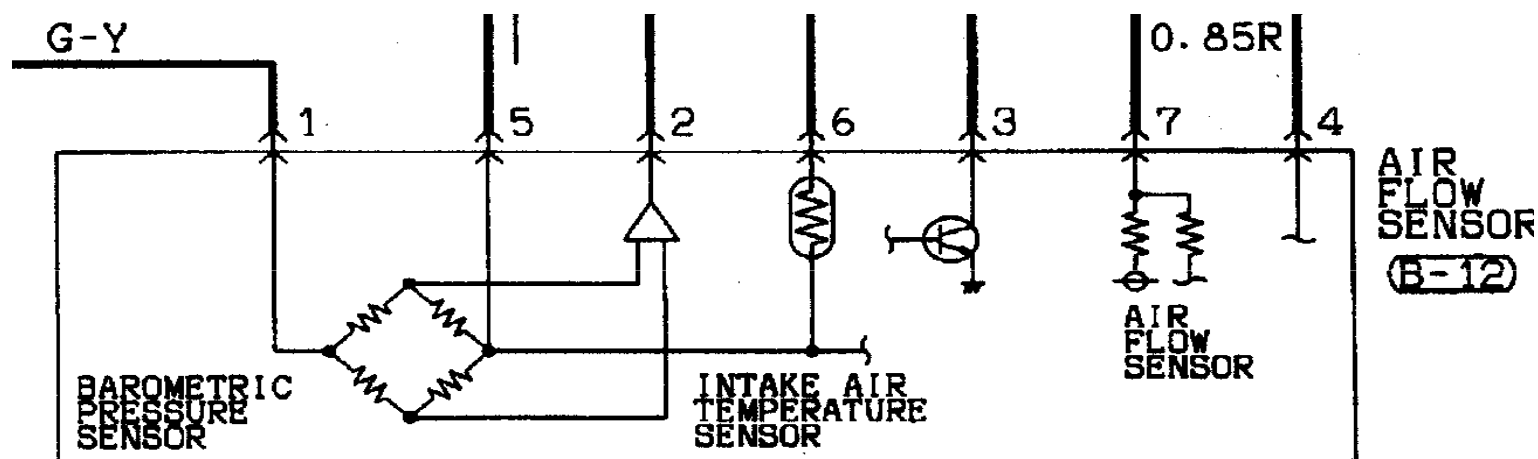 G-Y
0.85R
1
5
2
6
3
7
4
AIR
FLOW
SENSOR
B-12
AIR
FLOW
SENSOR
BAROMETRIC
PRESSURE
SENSOR
INTAKE AIR
TEMPERATURE
SENSOR